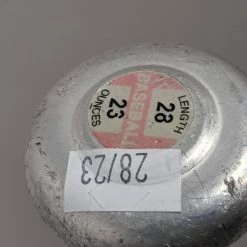 LENGTH
28
BASEBALL
23
OUNCES
28/23